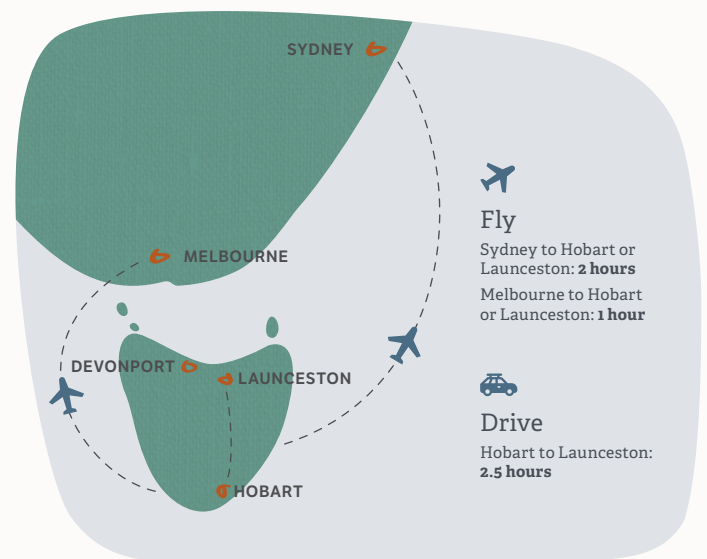 SYDNEY
MELBOURNE
DEVONPORT
LAUNCESTON
HOBART
Fly
Sydney to Hobart or
Launceston: 2 hours
Melbourne to Hobart
or Launceston: 1 hour
Drive
Hobart to Launceston:
2.5 hours